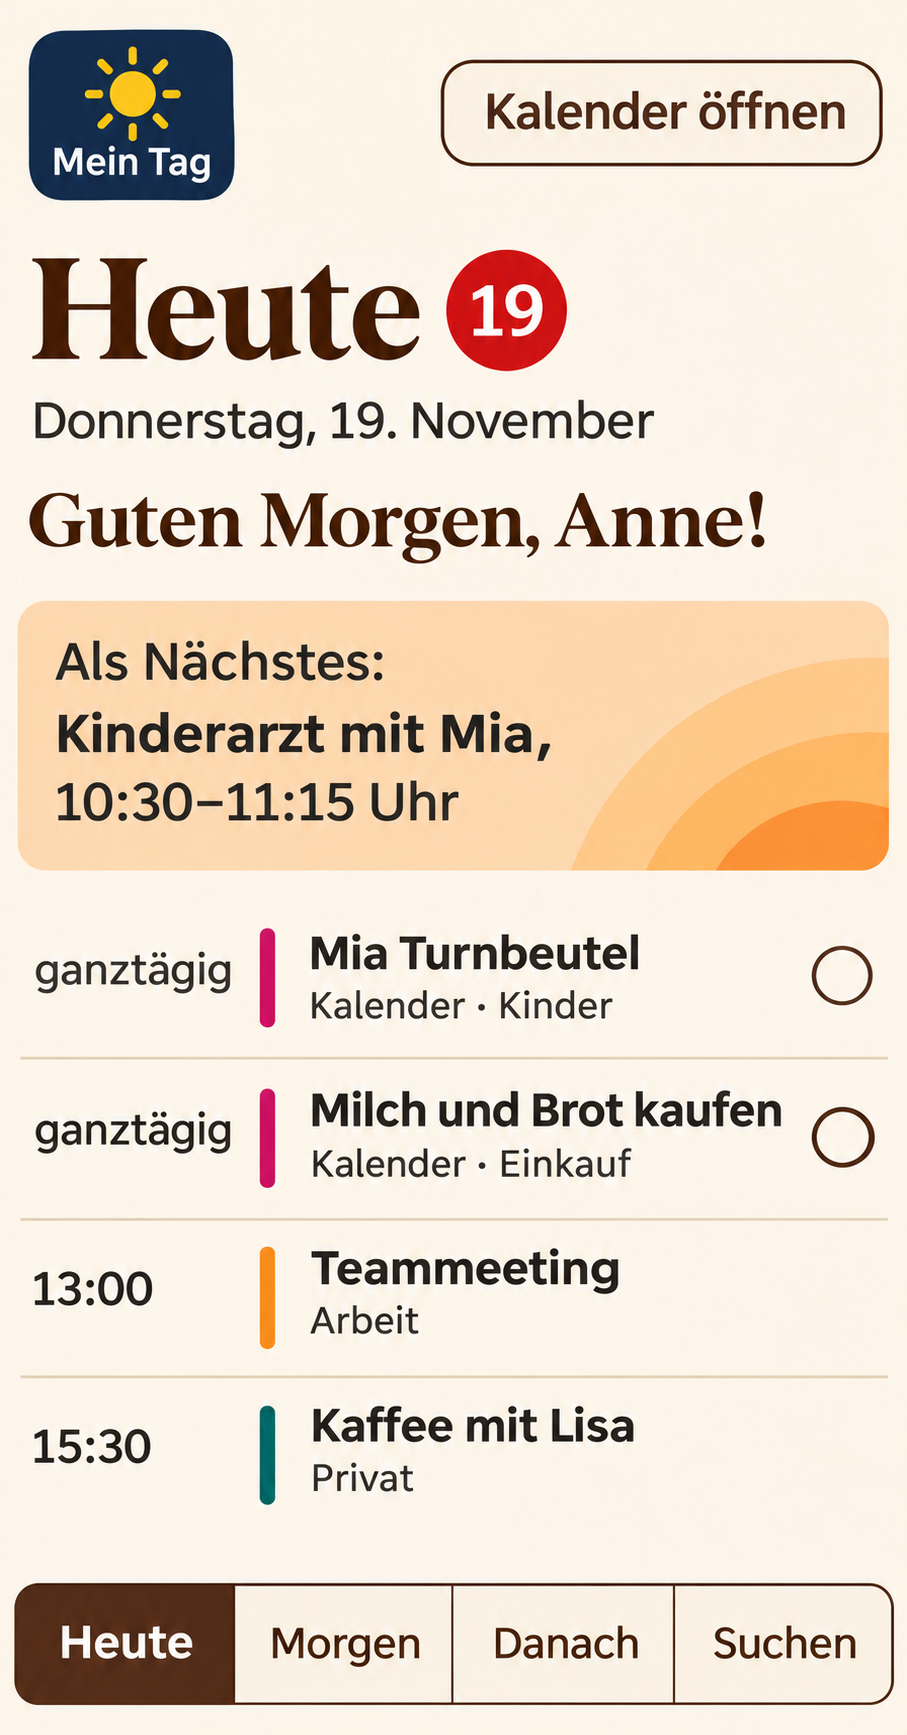 Mein Tag
Kalender öffnen
Heute 19
Donnerstag, 19. November
Guten Morgen, Anne!
Als Nächstes:
Kinderarzt mit Mia,
10:30–11:15 Uhr
ganztägig
Mia Turnbeutel
Kalender · Kinder
ganztägig
Milch und Brot kaufen
Kalender · Einkauf
13:00
Teammeeting
Arbeit
15:30
Kaffee mit Lisa
Privat
Heute
Morgen
Danach
Suchen